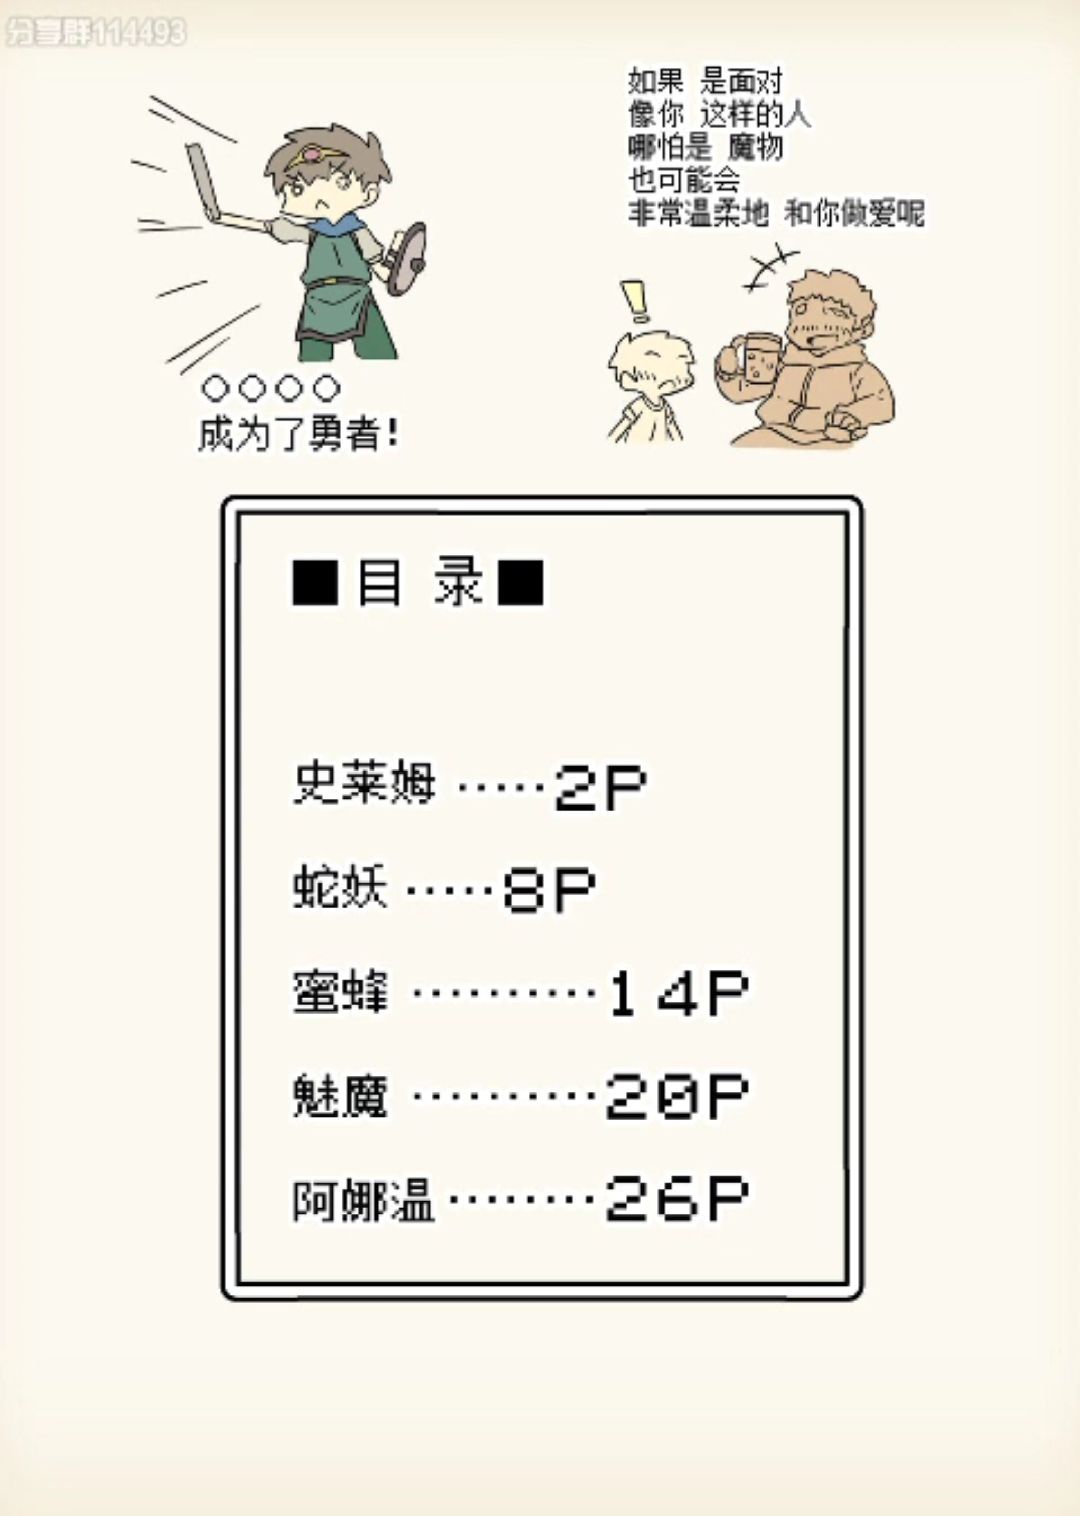 分享群114493
如果 是面对
像你 这样的人
哪怕是 魔物
也可能会
非常温柔地 和你做爱呢
○○○○
成为了勇者!
■目 录■
史莱姆 ·····2P
蛇妖 ·····8P
蜜蜂 ··········14P
魅魔 ··········20P
阿娜温 ········26P